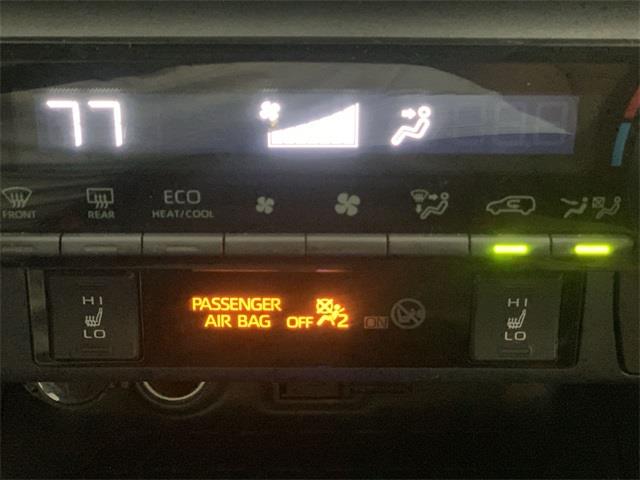 77
FRONT
REAR
ECO
HEAT/COOL
HI
LO
PASSENGER
AIR BAG OFF 2 ON
HI
LO